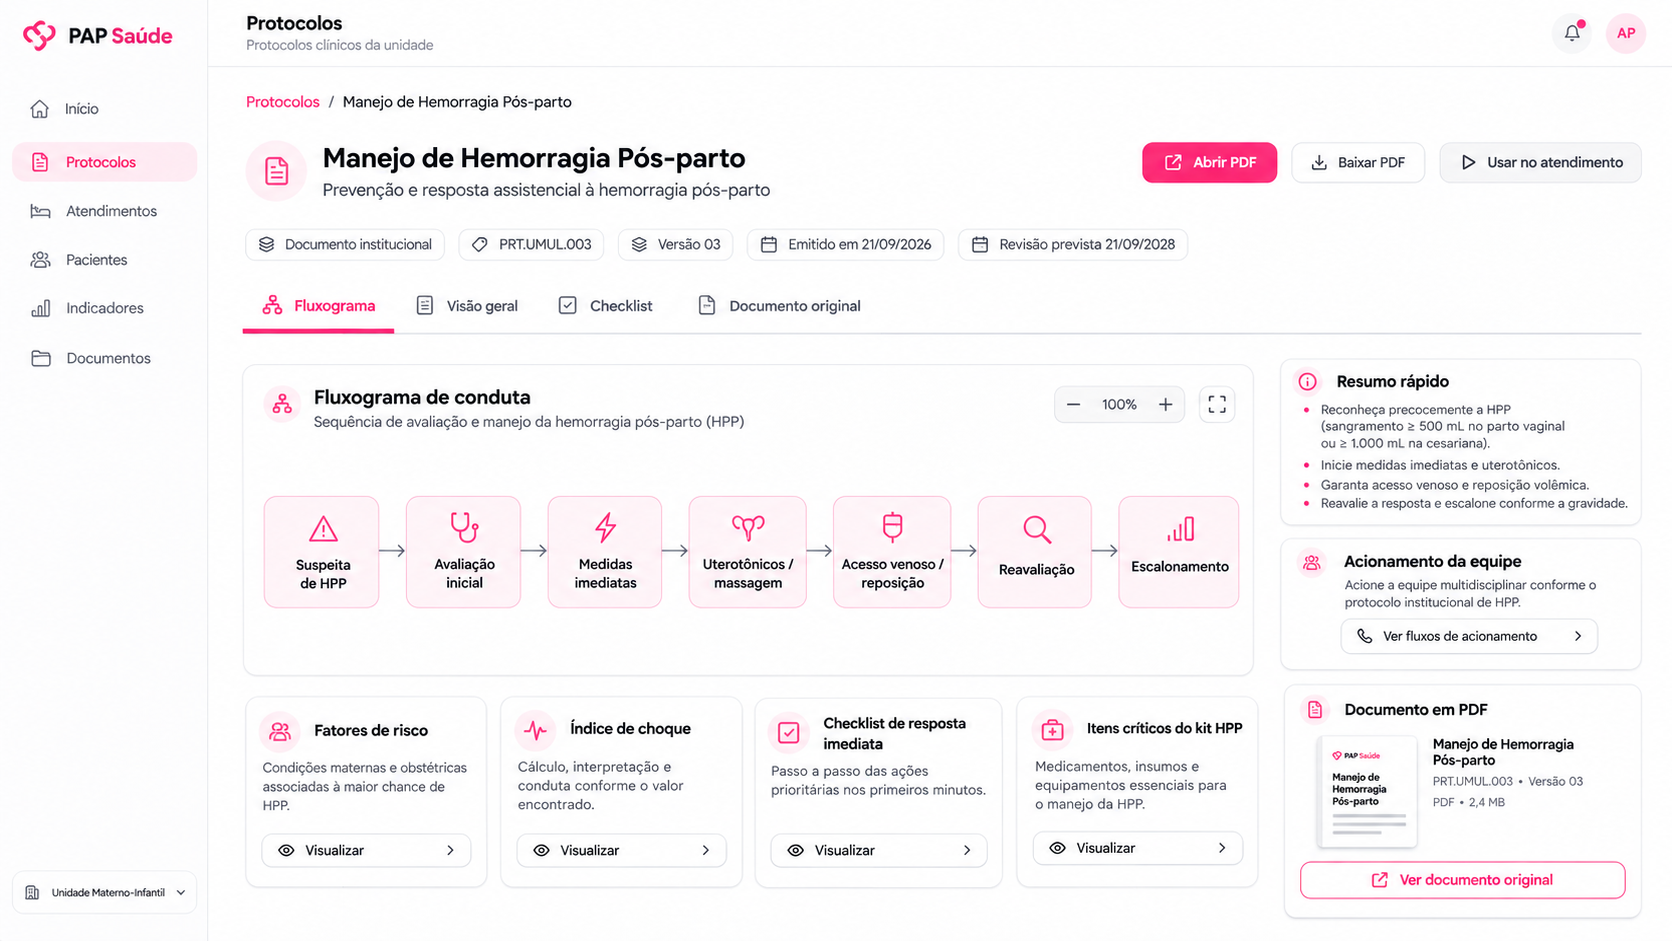 PAP Saúde
Início
Protocolos
Atendimentos
Pacientes
Indicadores
Documentos
Unidade Materno-Infantil
Protocolos
Protocolos clínicos da unidade
AP
Protocolos / Manejo de Hemorragia Pós-parto
Manejo de Hemorragia Pós-parto
Prevenção e resposta assistencial à hemorragia pós-parto
Abrir PDF
Baixar PDF
Usar no atendimento
Documento institucional
PRT.UMUL.003
Versão 03
Emitido em 21/09/2026
Revisão prevista 21/09/2028
Fluxograma
Visão geral
Checklist
Documento original
Fluxograma de conduta
Sequência de avaliação e manejo da hemorragia pós-parto (HPP)
100%
Suspeita
de HPP
Avaliação
inicial
Medidas
imediatas
Uterotônicos /
massagem
Acesso venoso /
reposição
Reavaliação
Escalonamento
Fatores de risco
Condições maternas e obstétricas
associadas à maior chance de
HPP.
Visualizar
Índice de choque
Cálculo, interpretação e
conduta conforme o valor
encontrado.
Visualizar
Checklist de resposta
imediata
Passo a passo das ações
prioritárias nos primeiros minutos.
Visualizar
Itens críticos do kit HPP
Medicamentos, insumos e
equipamentos essenciais para
o manejo da HPP.
Visualizar
Resumo rápido
• Reconheça precocemente a HPP
(sangramento ≥ 500 mL no parto vaginal
ou ≥ 1.000 mL na cesariana).
• Inicie medidas imediatas e uterotônicos.
• Garanta acesso venoso e reposição volêmica.
• Reavalie a resposta e escalone conforme a gravidade.
Acionamento da equipe
Acione a equipe multidisciplinar conforme o
protocolo institucional de HPP.
Ver fluxos de acionamento
Documento em PDF
PAP Saúde
Manejo de
Hemorragia
Pós-parto
Manejo de Hemorragia
Pós-parto
PRT.UMUL.003 • Versão 03
PDF • 2,4 MB
Ver documento original